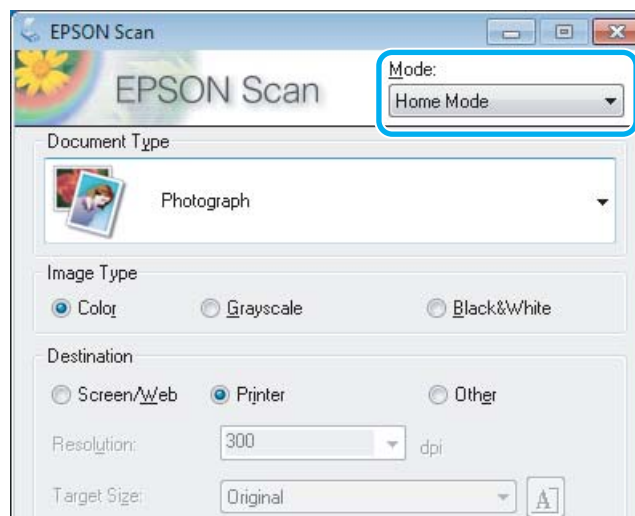 EPSON Scan
EPSON Scan
Mode:
Home Mode
Document Type
Photograph
Image Type
Color Grayscale Black&White
Destination
Screen/Web Printer Other
Resolution: 300 dpi
Target Size: Original A